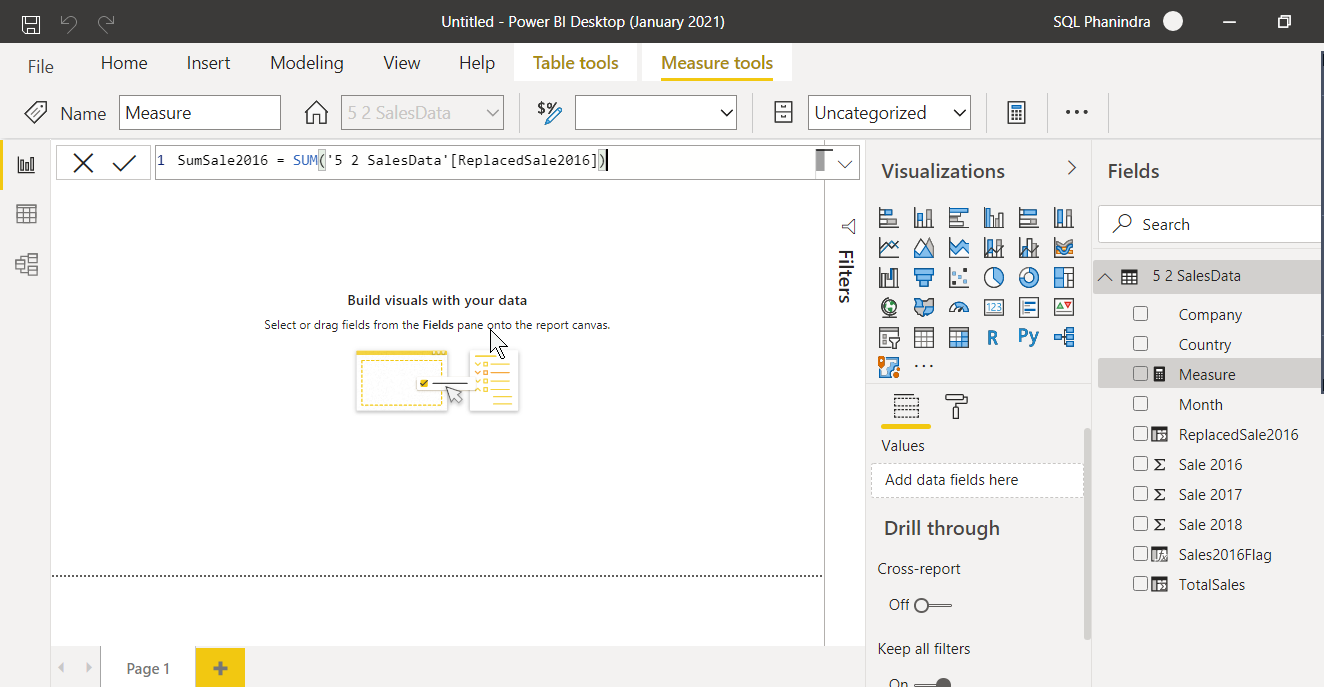 Untitled - Power BI Desktop (January 2021)
SQL Phanindra
File Home Insert Modeling View Help Table tools Measure tools
Name Measure 5 2 SalesData $% Uncategorized
1 SumSale2016 = SUM('5 2 SalesData'[ReplacedSale2016])
Build visuals with your data
Select or drag fields from the Fields pane onto the report canvas.
Filters
Visualizations
123
R Py
Values
Add data fields here
Drill through
Cross-report
Off
Keep all filters
On
Fields
Search
5 2 SalesData
Company
Country
Measure
Month
ReplacedSale2016
Σ Sale 2016
Σ Sale 2017
Σ Sale 2018
Sales2016Flag
TotalSales
Page 1